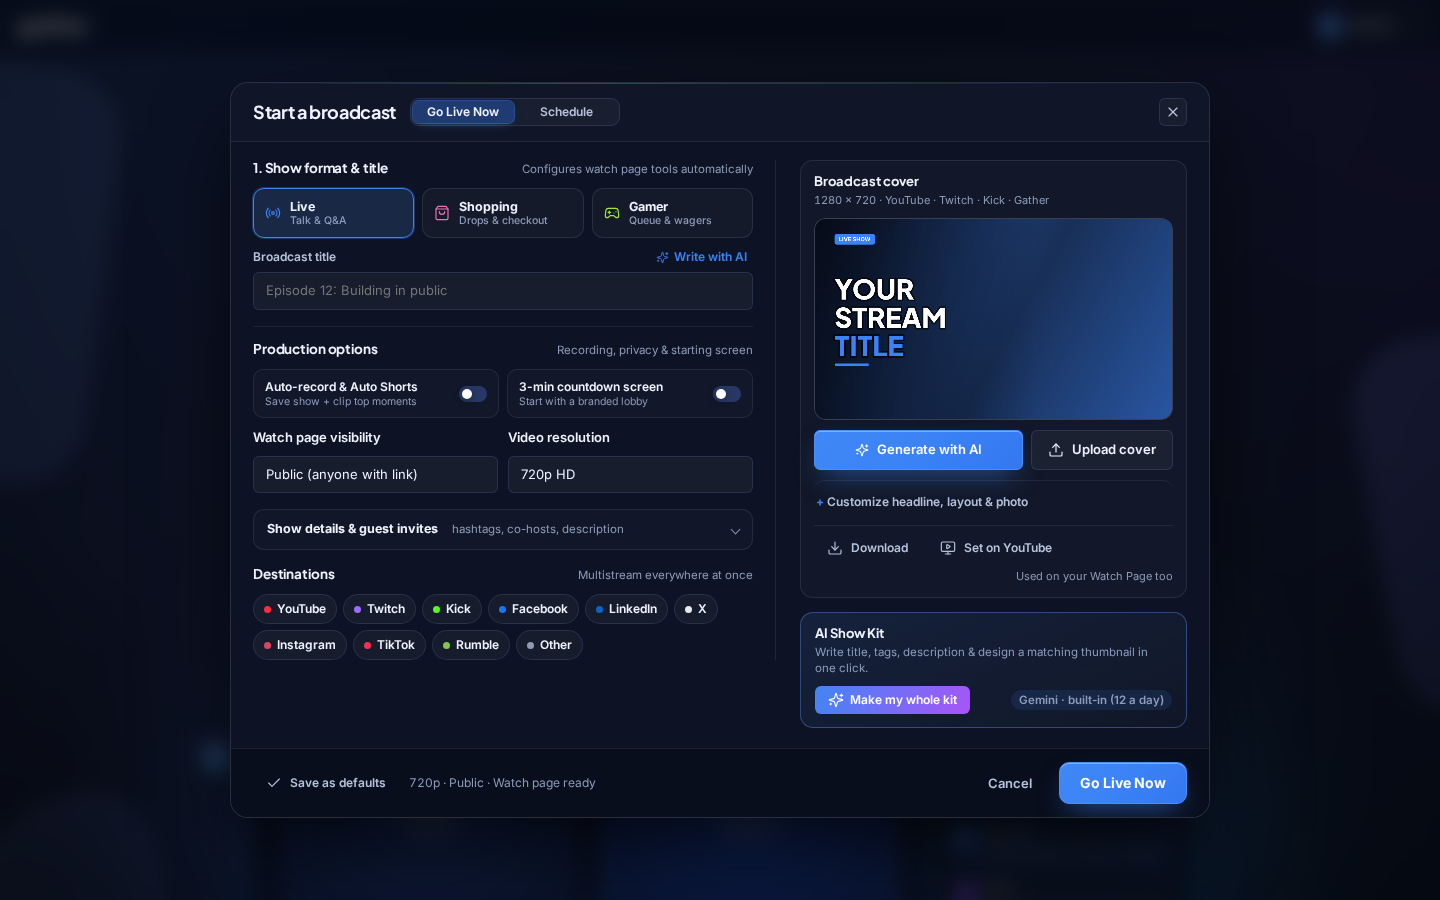 Start a broadcast
Go Live Now
Schedule
1. Show format & title
Configures watch page tools automatically
Live
Talk & Q&A
Shopping
Drops & checkout
Gamer
Queue & wagers
Broadcast title
Write with AI
Episode 12: Building in public
Production options
Recording, privacy & starting screen
Auto-record & Auto Shorts
Save show + clip top moments
3-min countdown screen
Start with a branded lobby
Watch page visibility
Video resolution
Public (anyone with link)
720p HD
Show details & guest invites
hashtags, co-hosts, description
Destinations
Multistream everywhere at once
YouTube
Twitch
Kick
Facebook
LinkedIn
X
Instagram
TikTok
Rumble
Other
Broadcast cover
1280 × 720 · YouTube · Twitch · Kick · Gather
LIVE SHOW
YOUR
STREAM
TITLE
Generate with AI
Upload cover
+ Customize headline, layout & photo
Download
Set on YouTube
Used on your Watch Page too
AI Show Kit
Write title, tags, description & design a matching thumbnail in
one click.
Make my whole kit
Gemini · built-in (12 a day)
Save as defaults
720p · Public · Watch page ready
Cancel
Go Live Now